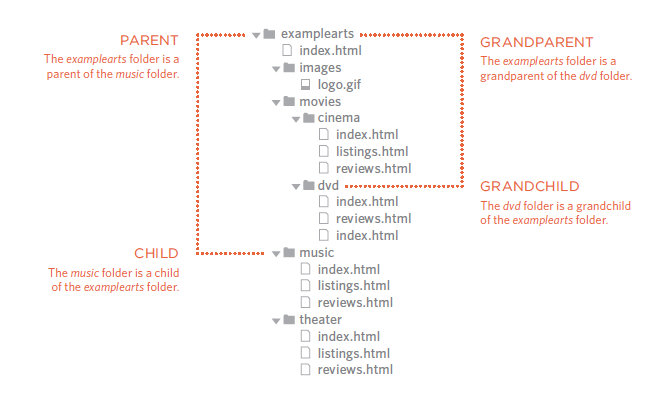 PARENT
The examplearts folder is a
parent of the music folder.
CHILD
The music folder is a child
of the examplearts folder.
examplearts
index.html
images
logo.gif
movies
cinema
index.html
listings.html
reviews.html
dvd
index.html
reviews.html
index.html
music
index.html
listings.html
reviews.html
theater
index.html
listings.html
reviews.html
GRANDPARENT
The examplearts folder is a
grandparent of the dvd folder.
GRANDCHILD
The dvd folder is a grandchild
of the examplearts folder.